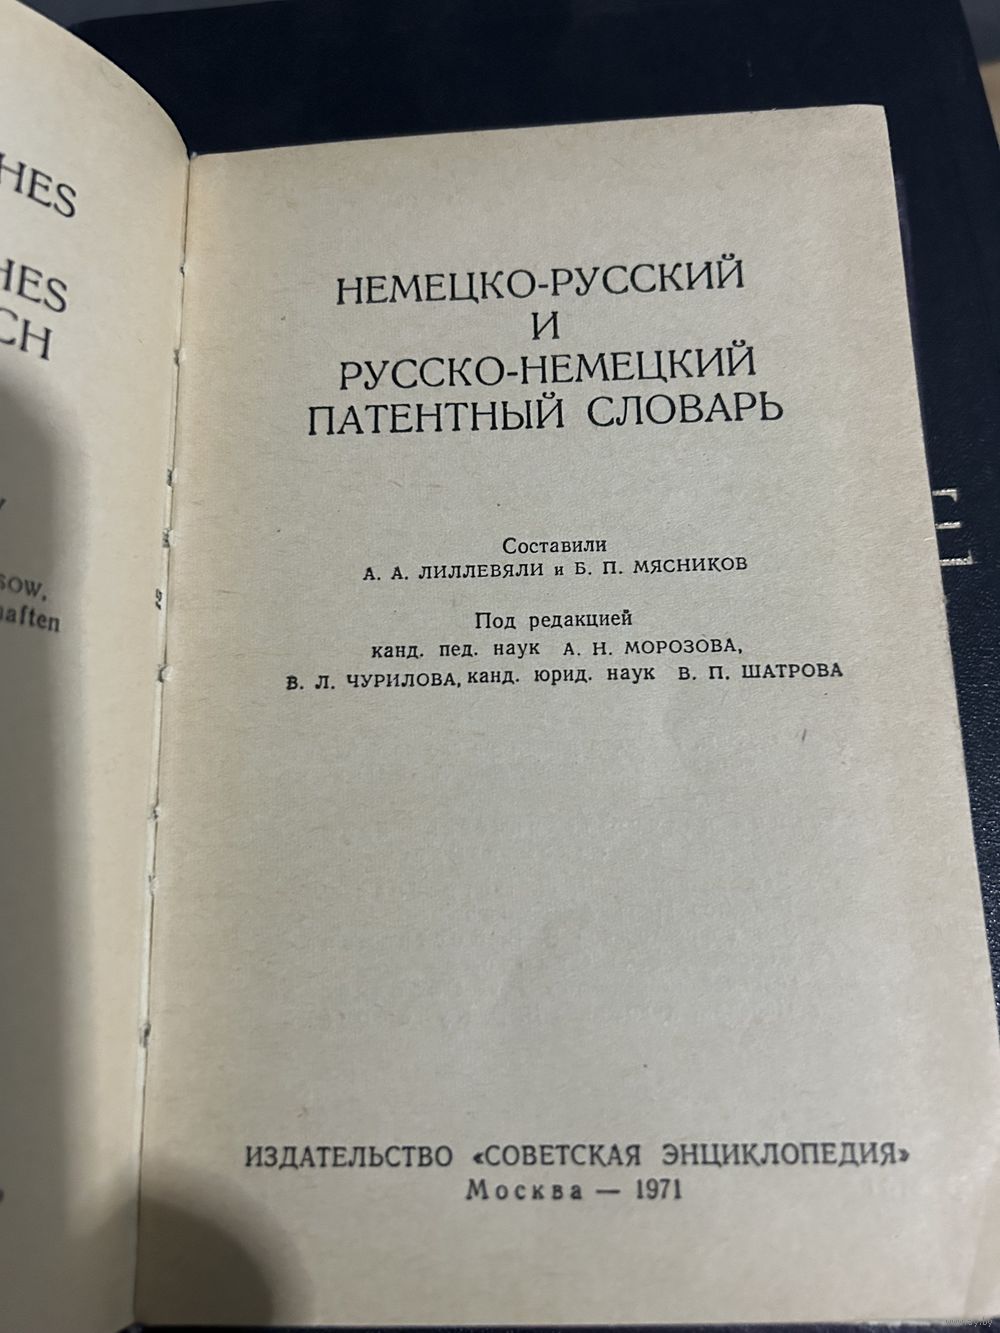 HES
HES
CH
sow,
haften
НЕМЕЦКО-РУССКИЙ
И
РУССКО-НЕМЕЦКИЙ
ПАТЕНТНЫЙ СЛОВАРЬ
Составили
А. А. ЛИЛЛЕВЯЛИ и Б. П. МЯСНИКОВ
Под редакцией
канд. пед. наук А. Н. МОРОЗОВА,
В. Л. ЧУРИЛОВА, канд. юрид. наук В. П. ШАТРОВА
ИЗДАТЕЛЬСТВО «СОВЕТСКАЯ ЭНЦИКЛОПЕДИЯ»
Москва — 1971
E